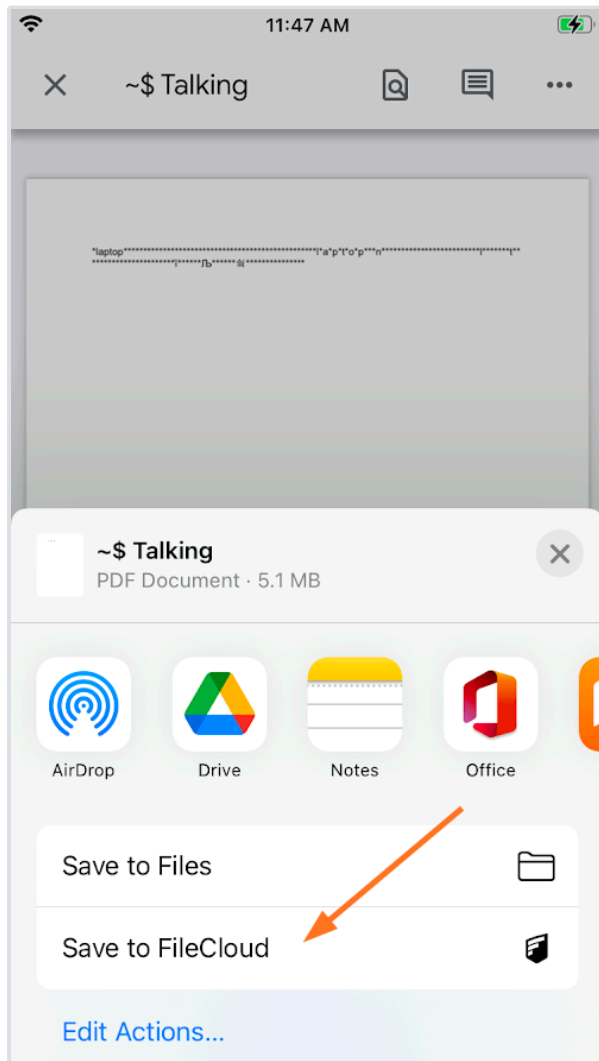 11:47 AM
~$ Talking
~$ Talking
PDF Document · 5.1 MB
AirDrop
Drive
Notes
Office
Save to Files
Save to FileCloud
Edit Actions...